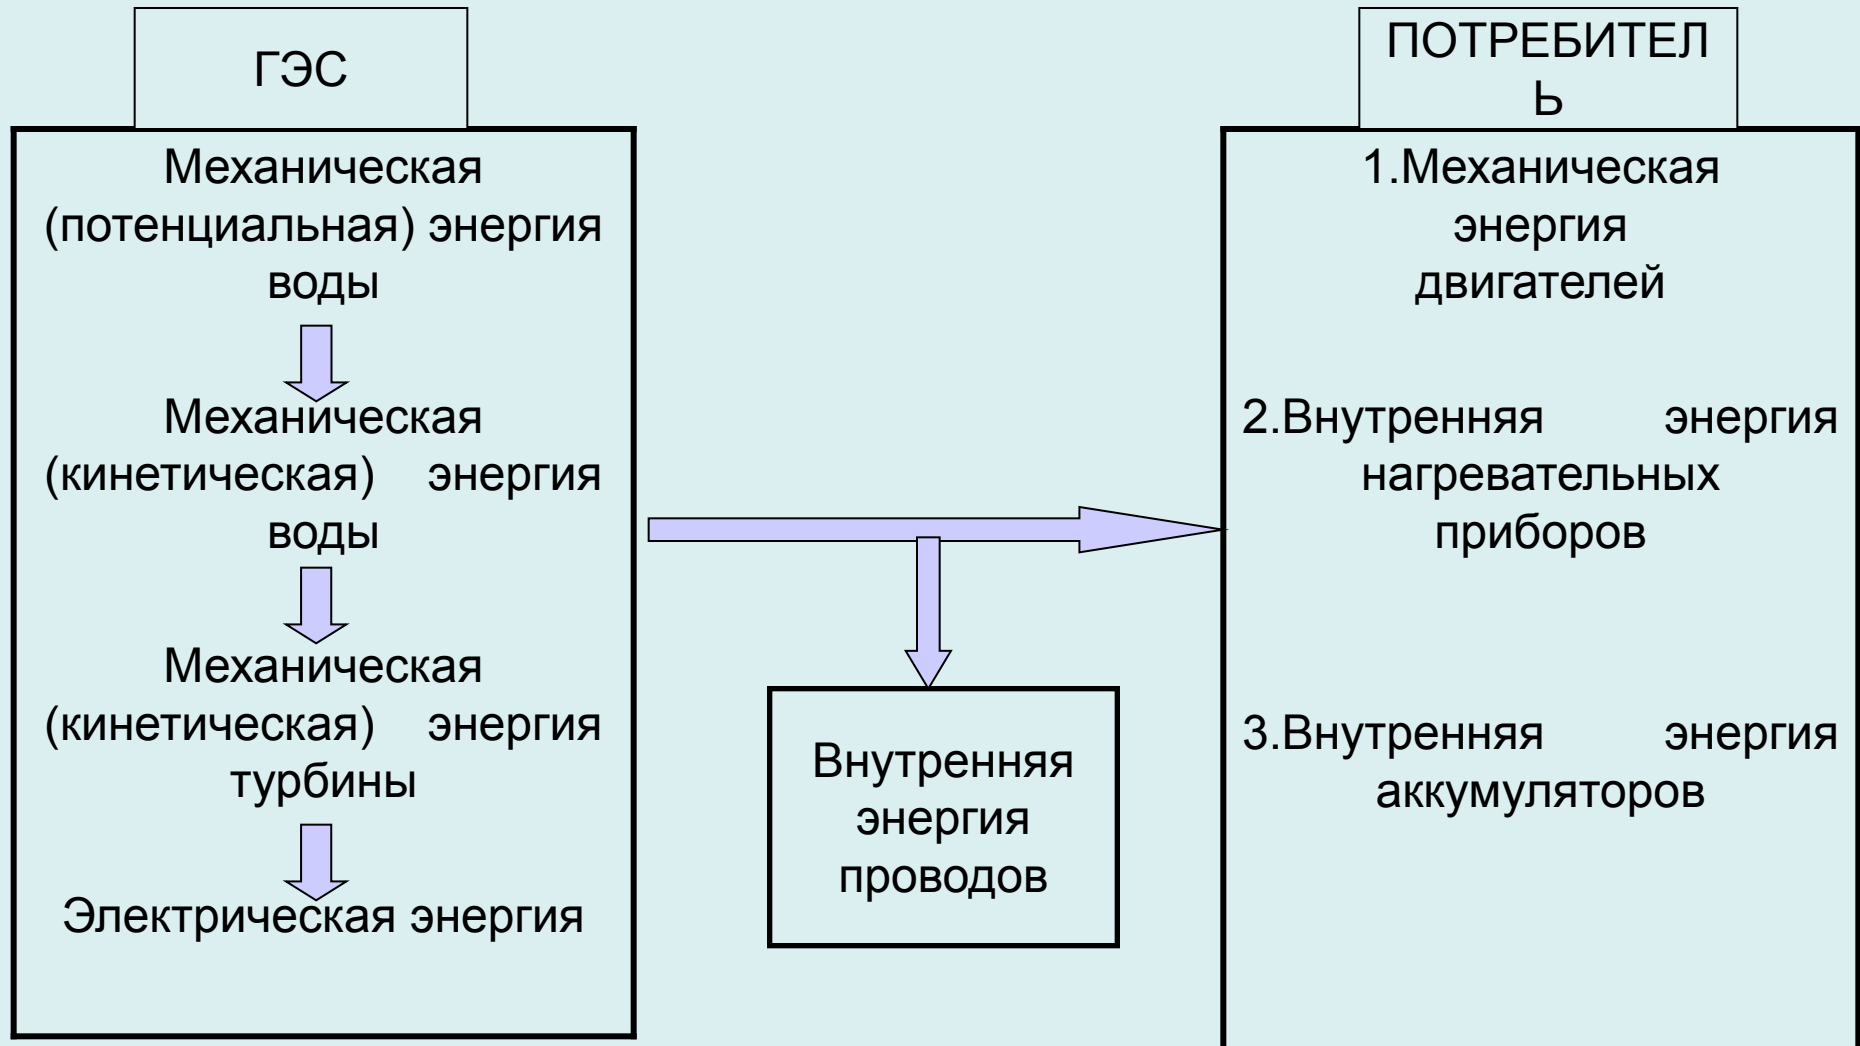 ГЭС
Механическая
(потенциальная) энергия
воды
Механическая
(кинетическая) энергия
воды
Механическая
(кинетическая) энергия
турбины
Электрическая энергия
Внутренняя
энергия
проводов
ПОТРЕБИТЕЛ
Ь
1.Механическая
энергия
двигателей
2.Внутренняя энергия
нагревательных
приборов
3.Внутренняя энергия
аккумуляторов